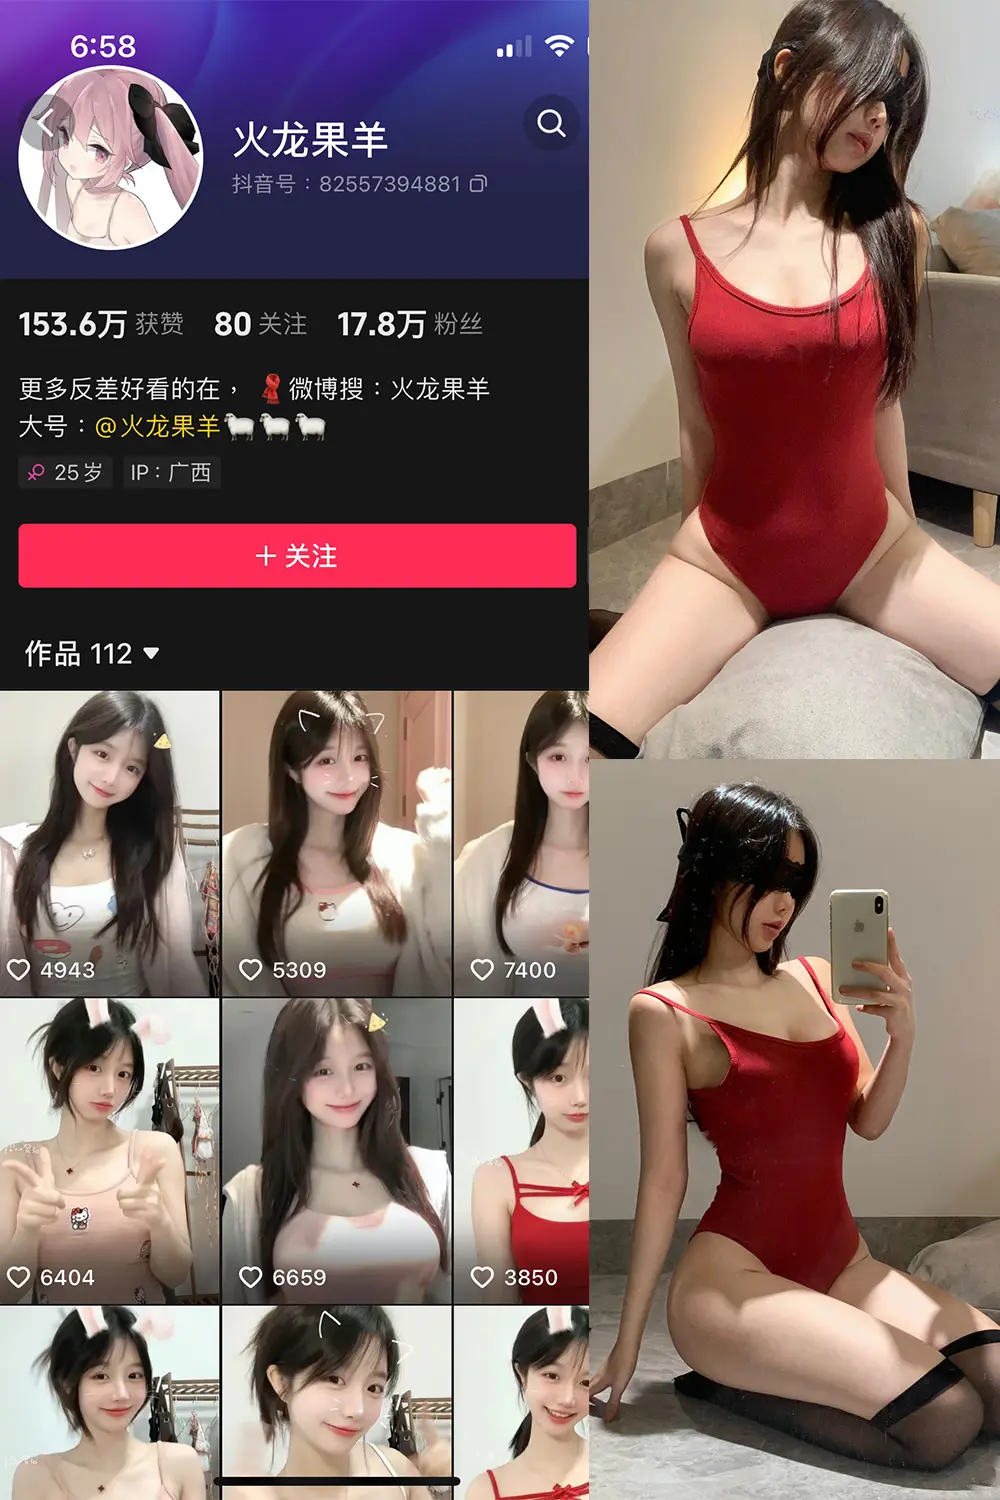 6:58
火龙果羊
抖音号：82557394881
153.6万 获赞 80 关注 17.8万 粉丝
更多反差好看的在，🧣微博搜：火龙果羊
大号：@火龙果羊🐑🐑🐑
25岁 IP：广西
+ 关注
作品 112
4943 5309 7400
6404 6659 3850